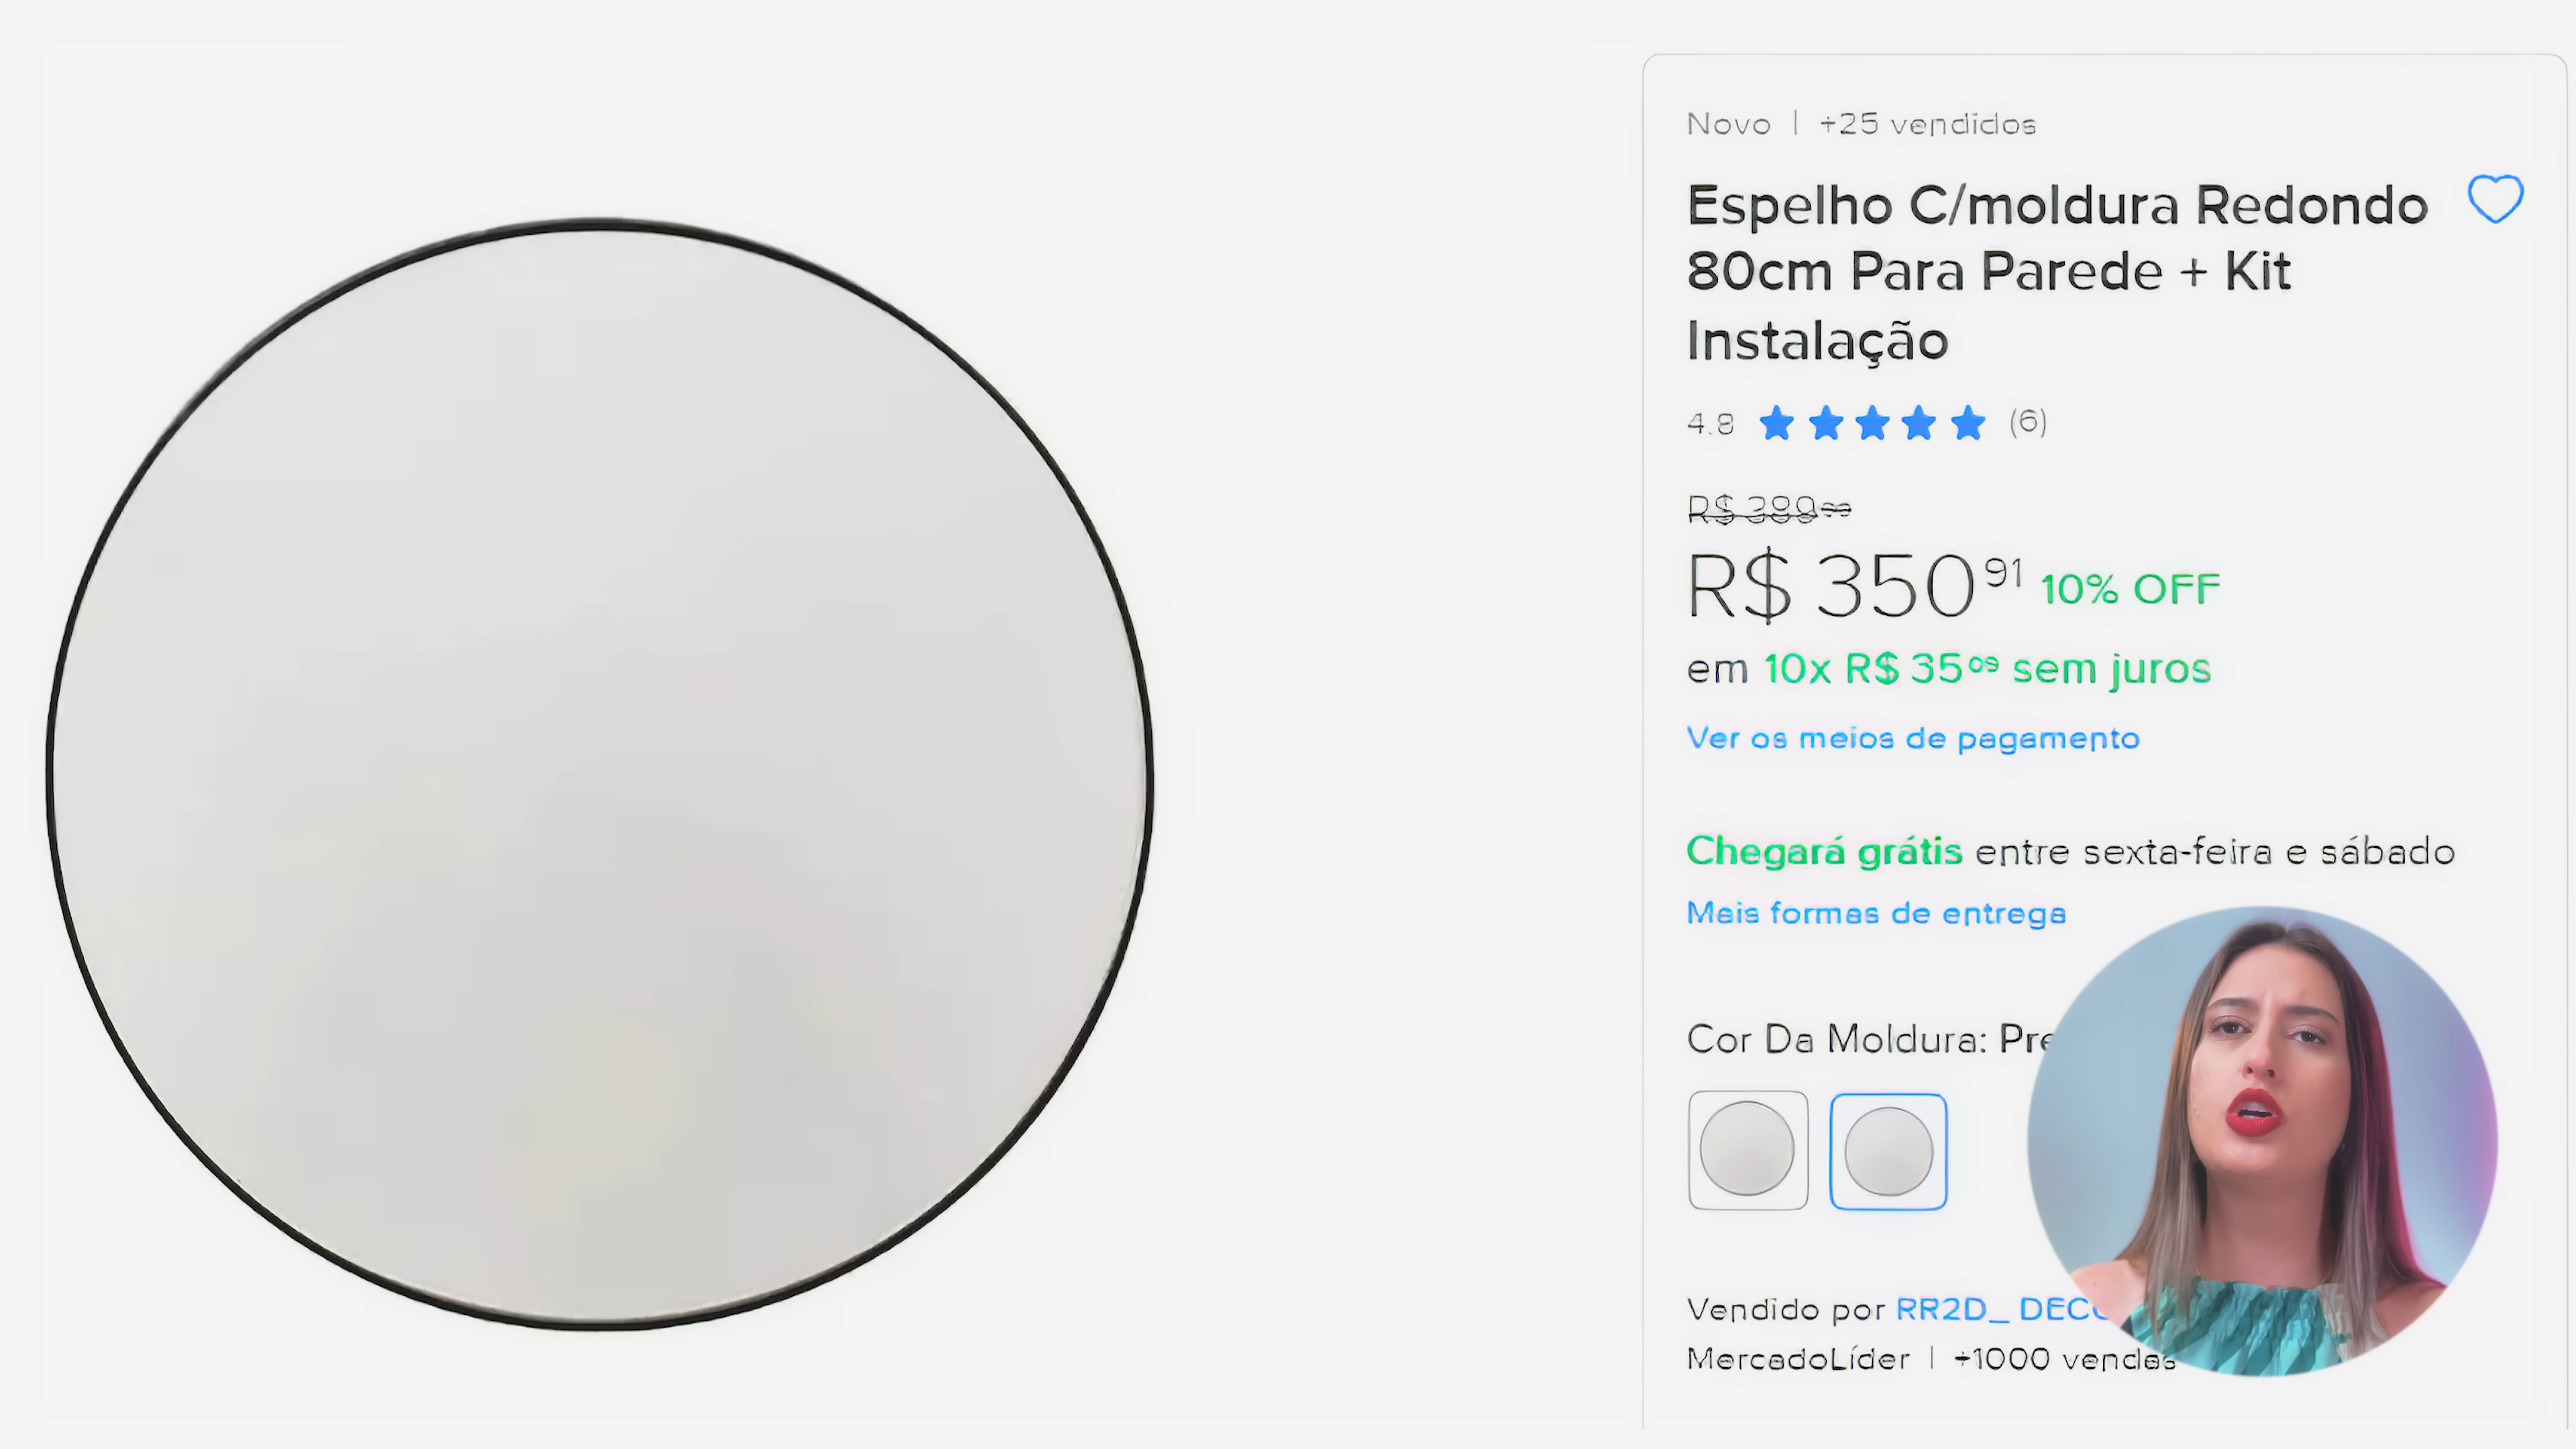 Novo | +25 vendidos
Espelho C/moldura Redondo
80cm Para Parede + Kit
Instalação
4.8 (6)
R$
R$ 350 91 10% OFF
em 10x R$ 35 09 sem juros
Ver os meios de pagamento
Chegará grátis entre sexta-feira e sábado
Mais formas de entrega
Cor Da Moldura:
Vendido por RR2D_
MercadoLíder | +1000 vendas